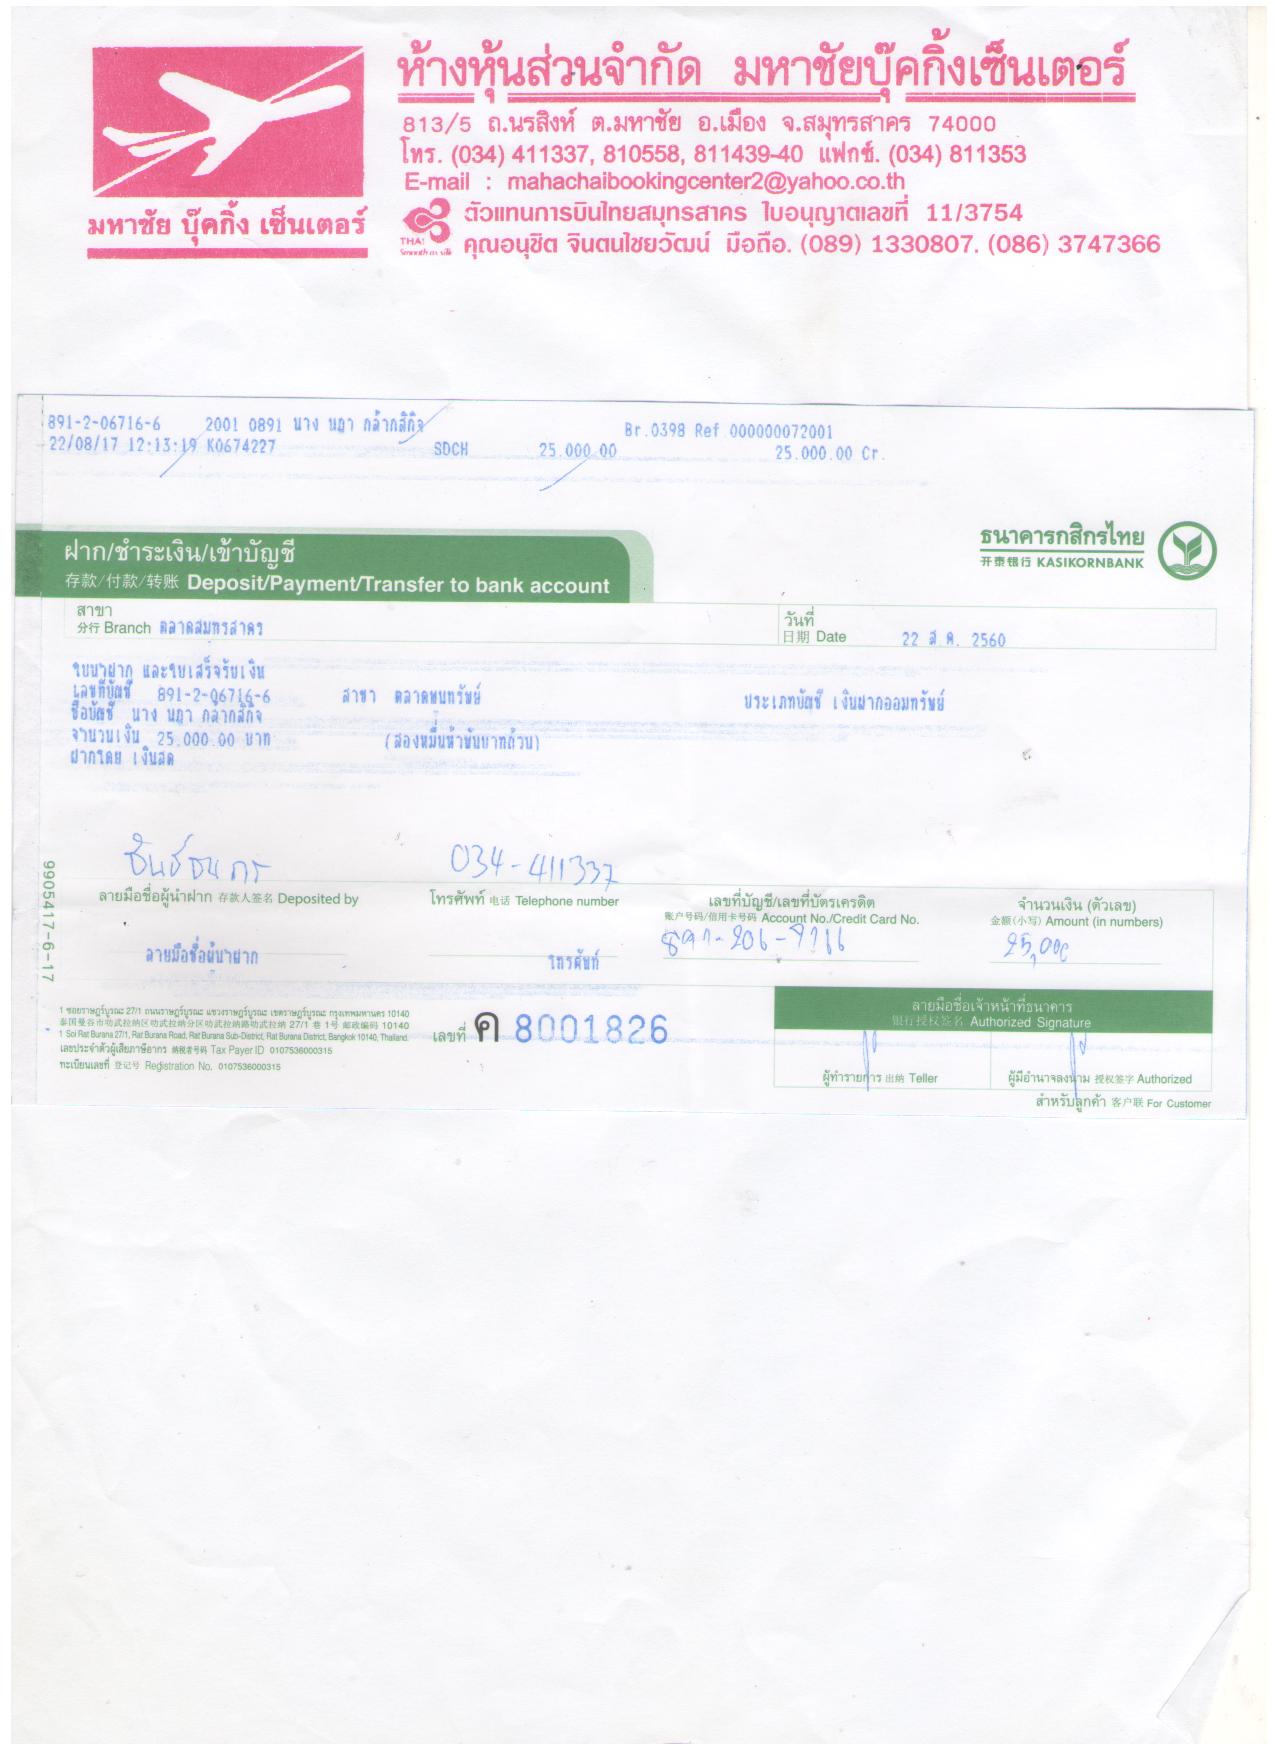 ห้างหุ้นส่วนจำกัด มหาชัยบุ๊คกิ้งเซ็นเตอร์
813/5 ถ.นรสิงห์ ต.มหาชัย อ.เมือง จ.สมุทรสาคร 74000
โทร. (034) 411337, 810558, 811439-40 แฟกซ์. (034) 811353
E-mail : mahachaibookingcenter2@yahoo.co.th
มหาชัย บุ๊คกิ้ง เซ็นเตอร์
THAI
Smooth as silk
ตัวแทนการบินไทยสมุทรสาคร ใบอนุญาตเลขที่ 11/3754
คุณอนุชิต จินตนไชยวัฒน์ มือถือ. (089) 1330807. (086) 3747366
891-2-06716-6 2001 0891 นาง นฎา กล้ากสิกิจ Br.0398 Ref.000000072001
22/08/17 12:13:19 K0674227 SDCH 25,000.00 25,000.00 Cr.
ฝาก/ชำระเงิน/เข้าบัญชี
存款/付款/转账 Deposit/Payment/Transfer to bank account
ธนาคารกสิกรไทย
开泰银行 KASIKORNBANK
สาขา
分行 Branch ตลาดสมุทรสาคร
วันที่
日期 Date 22 ส.ค. 2560
ใบนำฝาก และใบเสร็จรับเงิน
เลขที่บัญชี 891-2-06716-6 สาขา ตลาดชนทรัพย์ ประเภทบัญชี เงินฝากออมทรัพย์
ชื่อบัญชี นาง นฎา กล้ากสิกิจ
จำนวนเงิน 25,000.00 บาท (สองหมื่นห้าพันบาทถ้วน)
ฝากโดย เงินสด
034-411337
ลายมือชื่อผู้นำฝาก 存款人签名 Deposited by
โทรศัพท์ 电话 Telephone number
เลขที่บัญชี/เลขที่บัตรเครดิต
账户号码/信用卡号码 Account No./Credit Card No.
จำนวนเงิน (ตัวเลข)
金额(小写) Amount (in numbers)
25,000
ลายมือชื่อผู้นำฝาก
โทรศัพท์
9905417-6-17
1 ซอยราษฎร์บูรณะ 27/1 ถนนราษฎร์บูรณะ แขวงราษฎร์บูรณะ เขตราษฎร์บูรณะ กรุงเทพมหานคร 10140
泰国曼谷市叻武拉纳区叻武拉纳分区叻武拉纳路叻武拉纳 27/1 巷 1 号 邮政编码 10140
1 Soi Rat Burana 27/1, Rat Burana Road, Rat Burana Sub-District, Rat Burana District, Bangkok 10140, Thailand.
เลขประจำตัวผู้เสียภาษีอากร 纳税者号码 Tax Payer ID 0107536000315
ทะเบียนเลขที่ 登记号 Registration No. 0107536000315
เลขที่ ค 8001826
ลายมือชื่อเจ้าหน้าที่ธนาคาร
银行授权签名 Authorized Signature
ผู้ทำรายการ 出纳 Teller
ผู้มีอำนาจลงนาม 授权签字 Authorized
สำหรับลูกค้า 客户联 For Customer